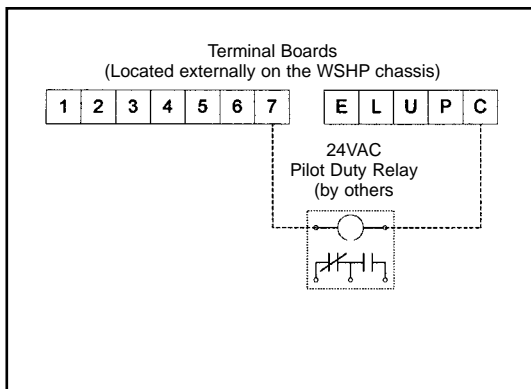 Terminal Boards
(Located externally on the WSHP chassis)
1 2 3 4 5 6 7 E L U P C
24VAC
Pilot Duty Relay
(by others